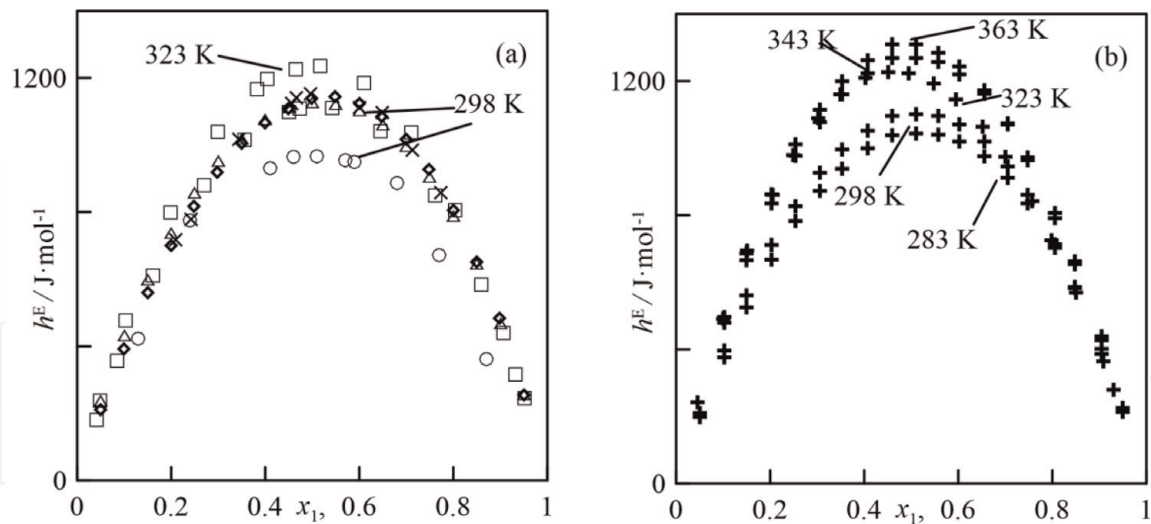 (a)
323 K
1200
298 K
hᴱ / J·mol⁻¹
0
0 0.2 0.4 x₁, 0.6 0.8 1
363 K
343 K
(b)
1200
323 K
298 K
283 K
hᴱ / J·mol⁻¹
0
0 0.2 0.4 x₁, 0.6 0.8 1